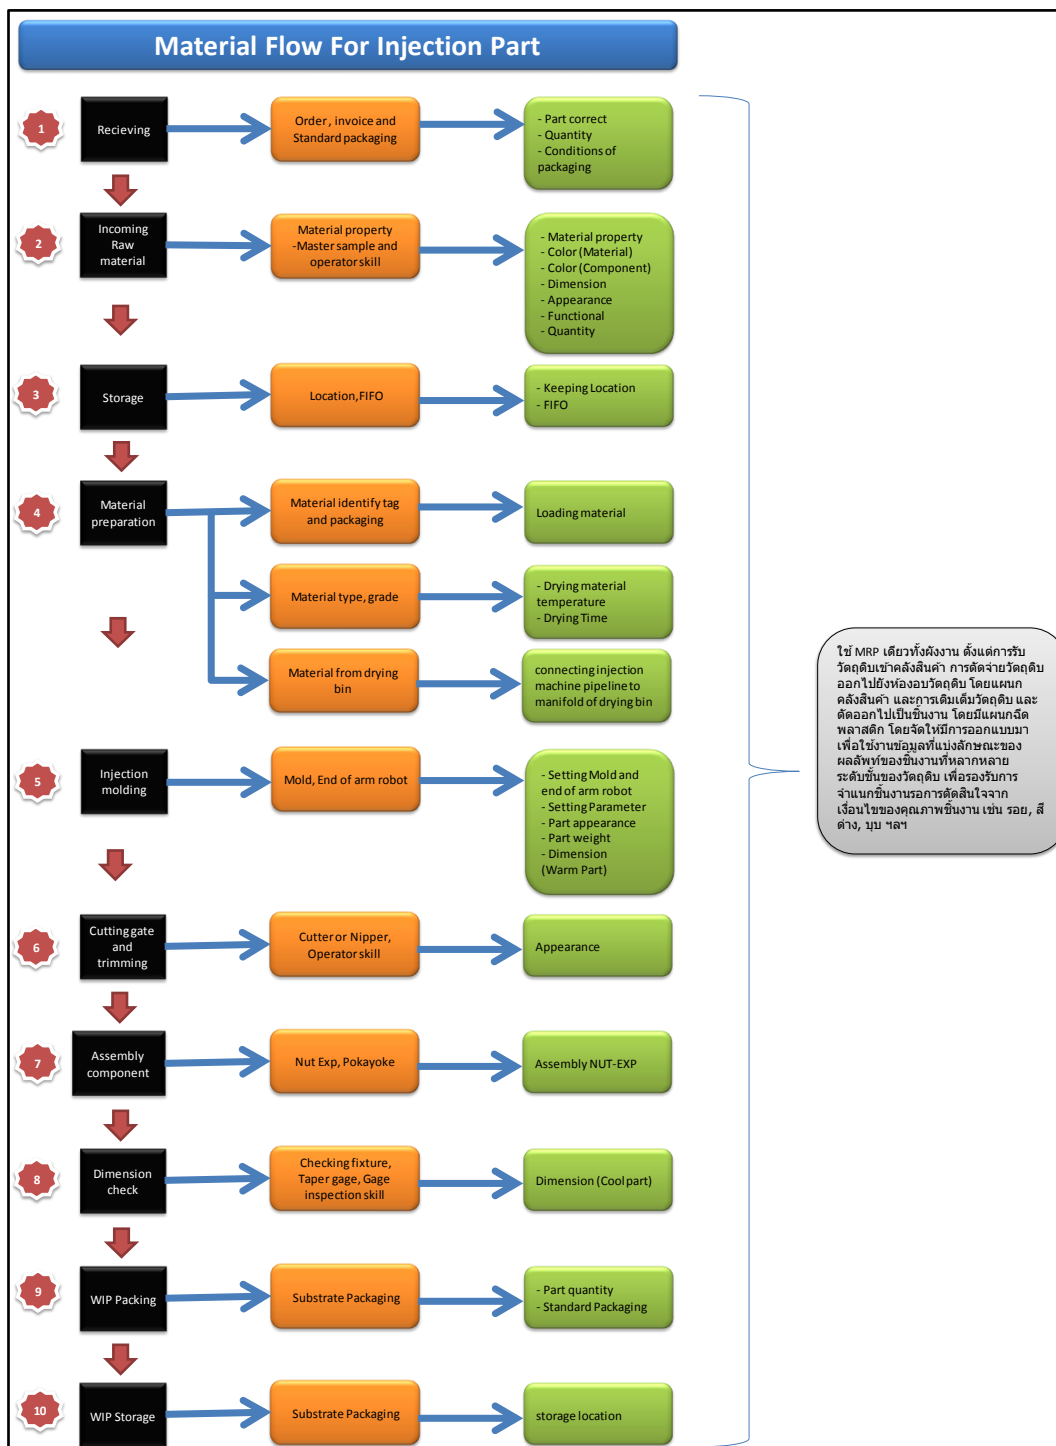 Material Flow For Injection Part
1
Recieving
Order , invoice and
Standard packaging
- Part correct
- Quantity
- Conditions of
packaging
2
Incoming
Raw
material
Material property
-Master sample and
operator skill
- Material property
- Color (Material)
- Color (Component)
- Dimension
- Appearance
- Functional
- Quantity
3
Storage
Location,FIFO
- Keeping Location
- FIFO
4
Material
preparation
Material identify tag
and packaging
Loading material
Material type, grade
- Drying material
temperature
- Drying Time
Material from drying
bin
connecting injection
machine pipeline to
manifold of drying bin
5
Injection
molding
Mold, End of arm robot
- Setting Mold and
end of arm robot
- Setting Parameter
- Part appearance
- Part weight
- Dimension
(Warm Part)
6
Cutting gate
and
trimming
Cutter or Nipper,
Operator skill
Appearance
7
Assembly
component
Nut Exp, Pokayoke
Assembly NUT-EXP
8
Dimension
check
Checking fixture,
Taper gage, Gage
inspection skill
Dimension (Cool part)
9
WIP Packing
Substrate Packaging
- Part quantity
- Standard Packaging
10
WIP Storage
Substrate Packaging
storage location
ใช้ MRP เดียวทั้งผังงาน ตั้งแต่การรับ
วัตถุดิบเข้าคลังสินค้า การตัดจ่ายวัตถุดิบ
ออกไปยังห้องอบวัตถุดิบ โดยแผนก
คลังสินค้า และการเติมเต็มวัตถุดิบ และ
ตัดออกไปเป็นชิ้นงาน โดยมีแผนกฉีด
พลาสติก โดยจัดให้มีการออกแบบมา
เพื่อใช้งานข้อมูลที่แบ่งลักษณะของ
ผลลัพท์ของชิ้นงานที่หลากหลาย
ระดับชั้นของวัตถุดิบ เพื่อรองรับการ
จำแนกชิ้นงานรอการตัดสินใจจาก
เงื่อนไขของคุณภาพชิ้นงาน เช่น รอย, สี
ด่าง, บุบ ฯลฯ